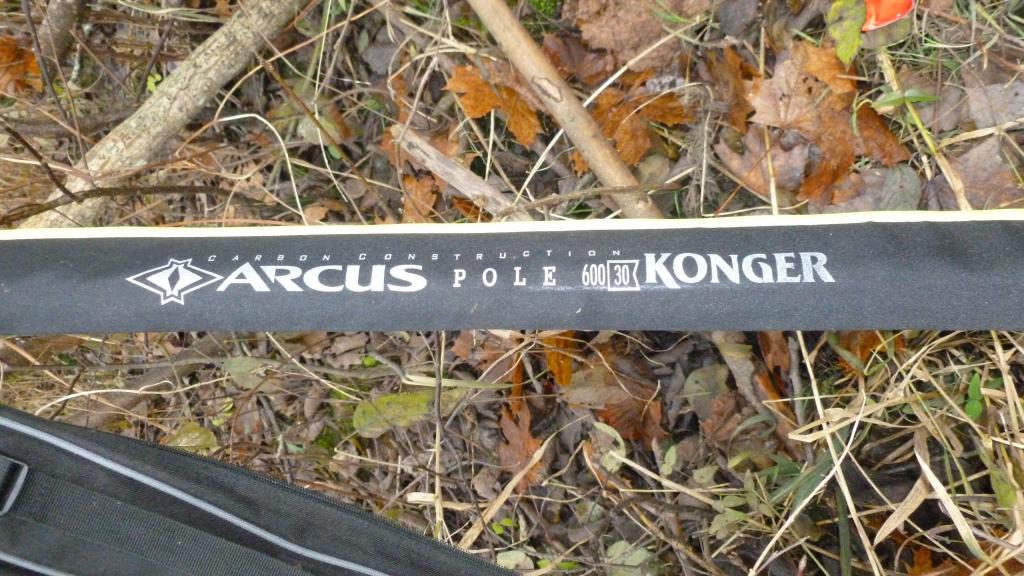 CARBON CONSTRUCTION
ARCUS POLE 600 30 KONGER